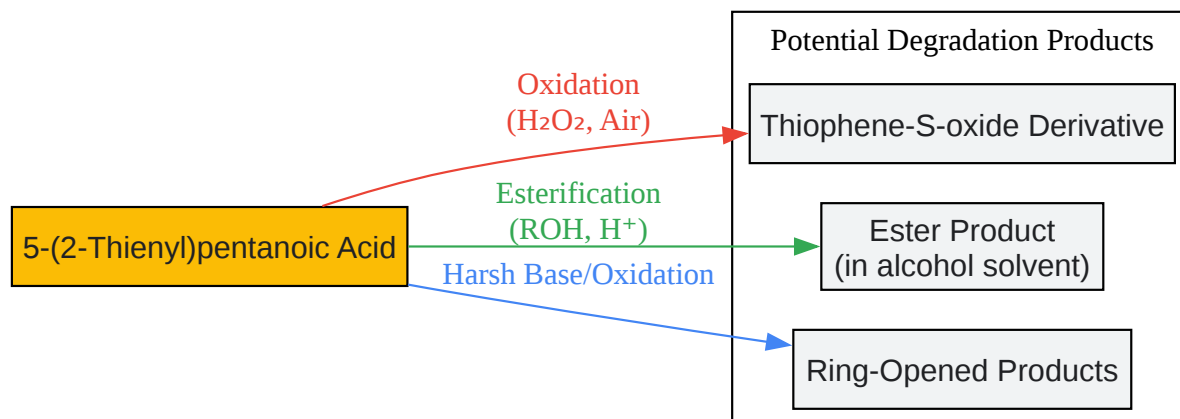 Potential Degradation Products
Oxidation
(H₂O₂, Air)
Thiophene-S-oxide Derivative
5-(2-Thienyl)pentanoic Acid
Esterification
(ROH, H⁺)
Ester Product
(in alcohol solvent)
Harsh Base/Oxidation
Ring-Opened Products